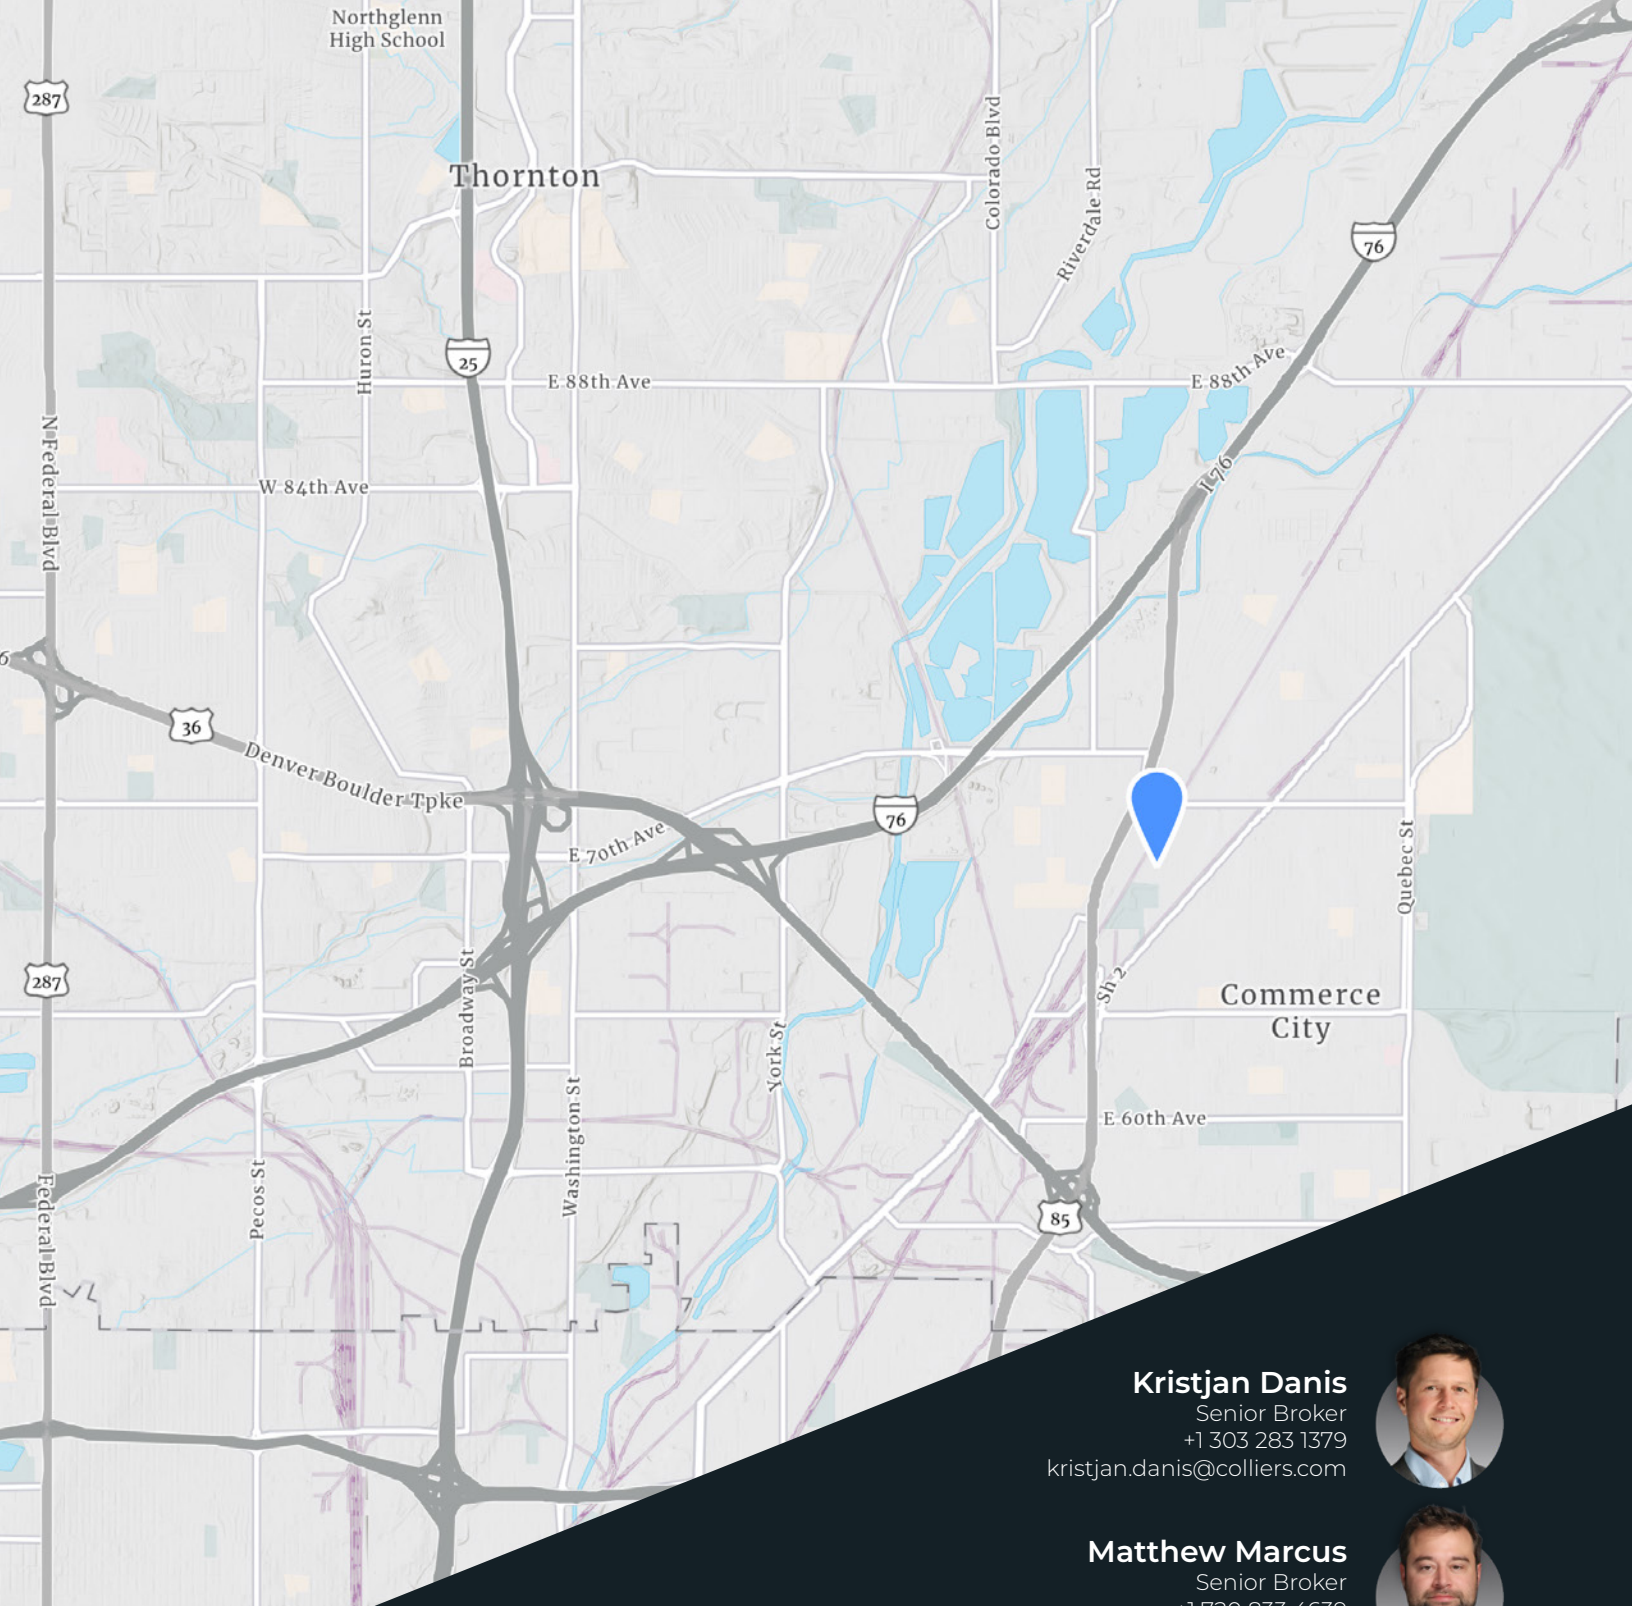 Northglenn
High School
287
Thornton
Colorado Blvd
Riverdale Rd
76
Huron St
25
E 88th Ave
E 88th Ave
N Federal Blvd
W 84th Ave
I 76
6
36
Denver Boulder Tpke
76
E 70th Ave
Quebec St
287
Broadway St
Sh 2
Commerce
City
York St
Washington St
E 60th Ave
Pecos St
Federal Blvd
85
Kristjan Danis
Senior Broker
+1 303 283 1379
kristjan.danis@colliers.com
Matthew Marcus
Senior Broker